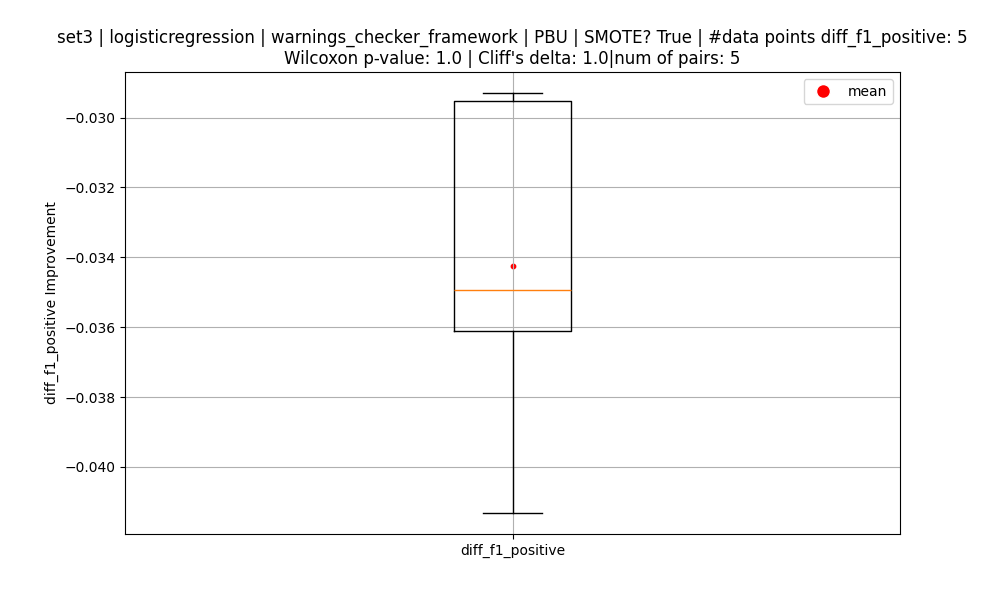 set3 | logisticregression | warnings_checker_framework | PBU | SMOTE? True | #data points diff_f1_positive: 5
Wilcoxon p-value: 1.0 | Cliff's delta: 1.0|num of pairs: 5
mean
−0.030
−0.032
−0.034
−0.036
−0.038
−0.040
diff_f1_positive Improvement
diff_f1_positive